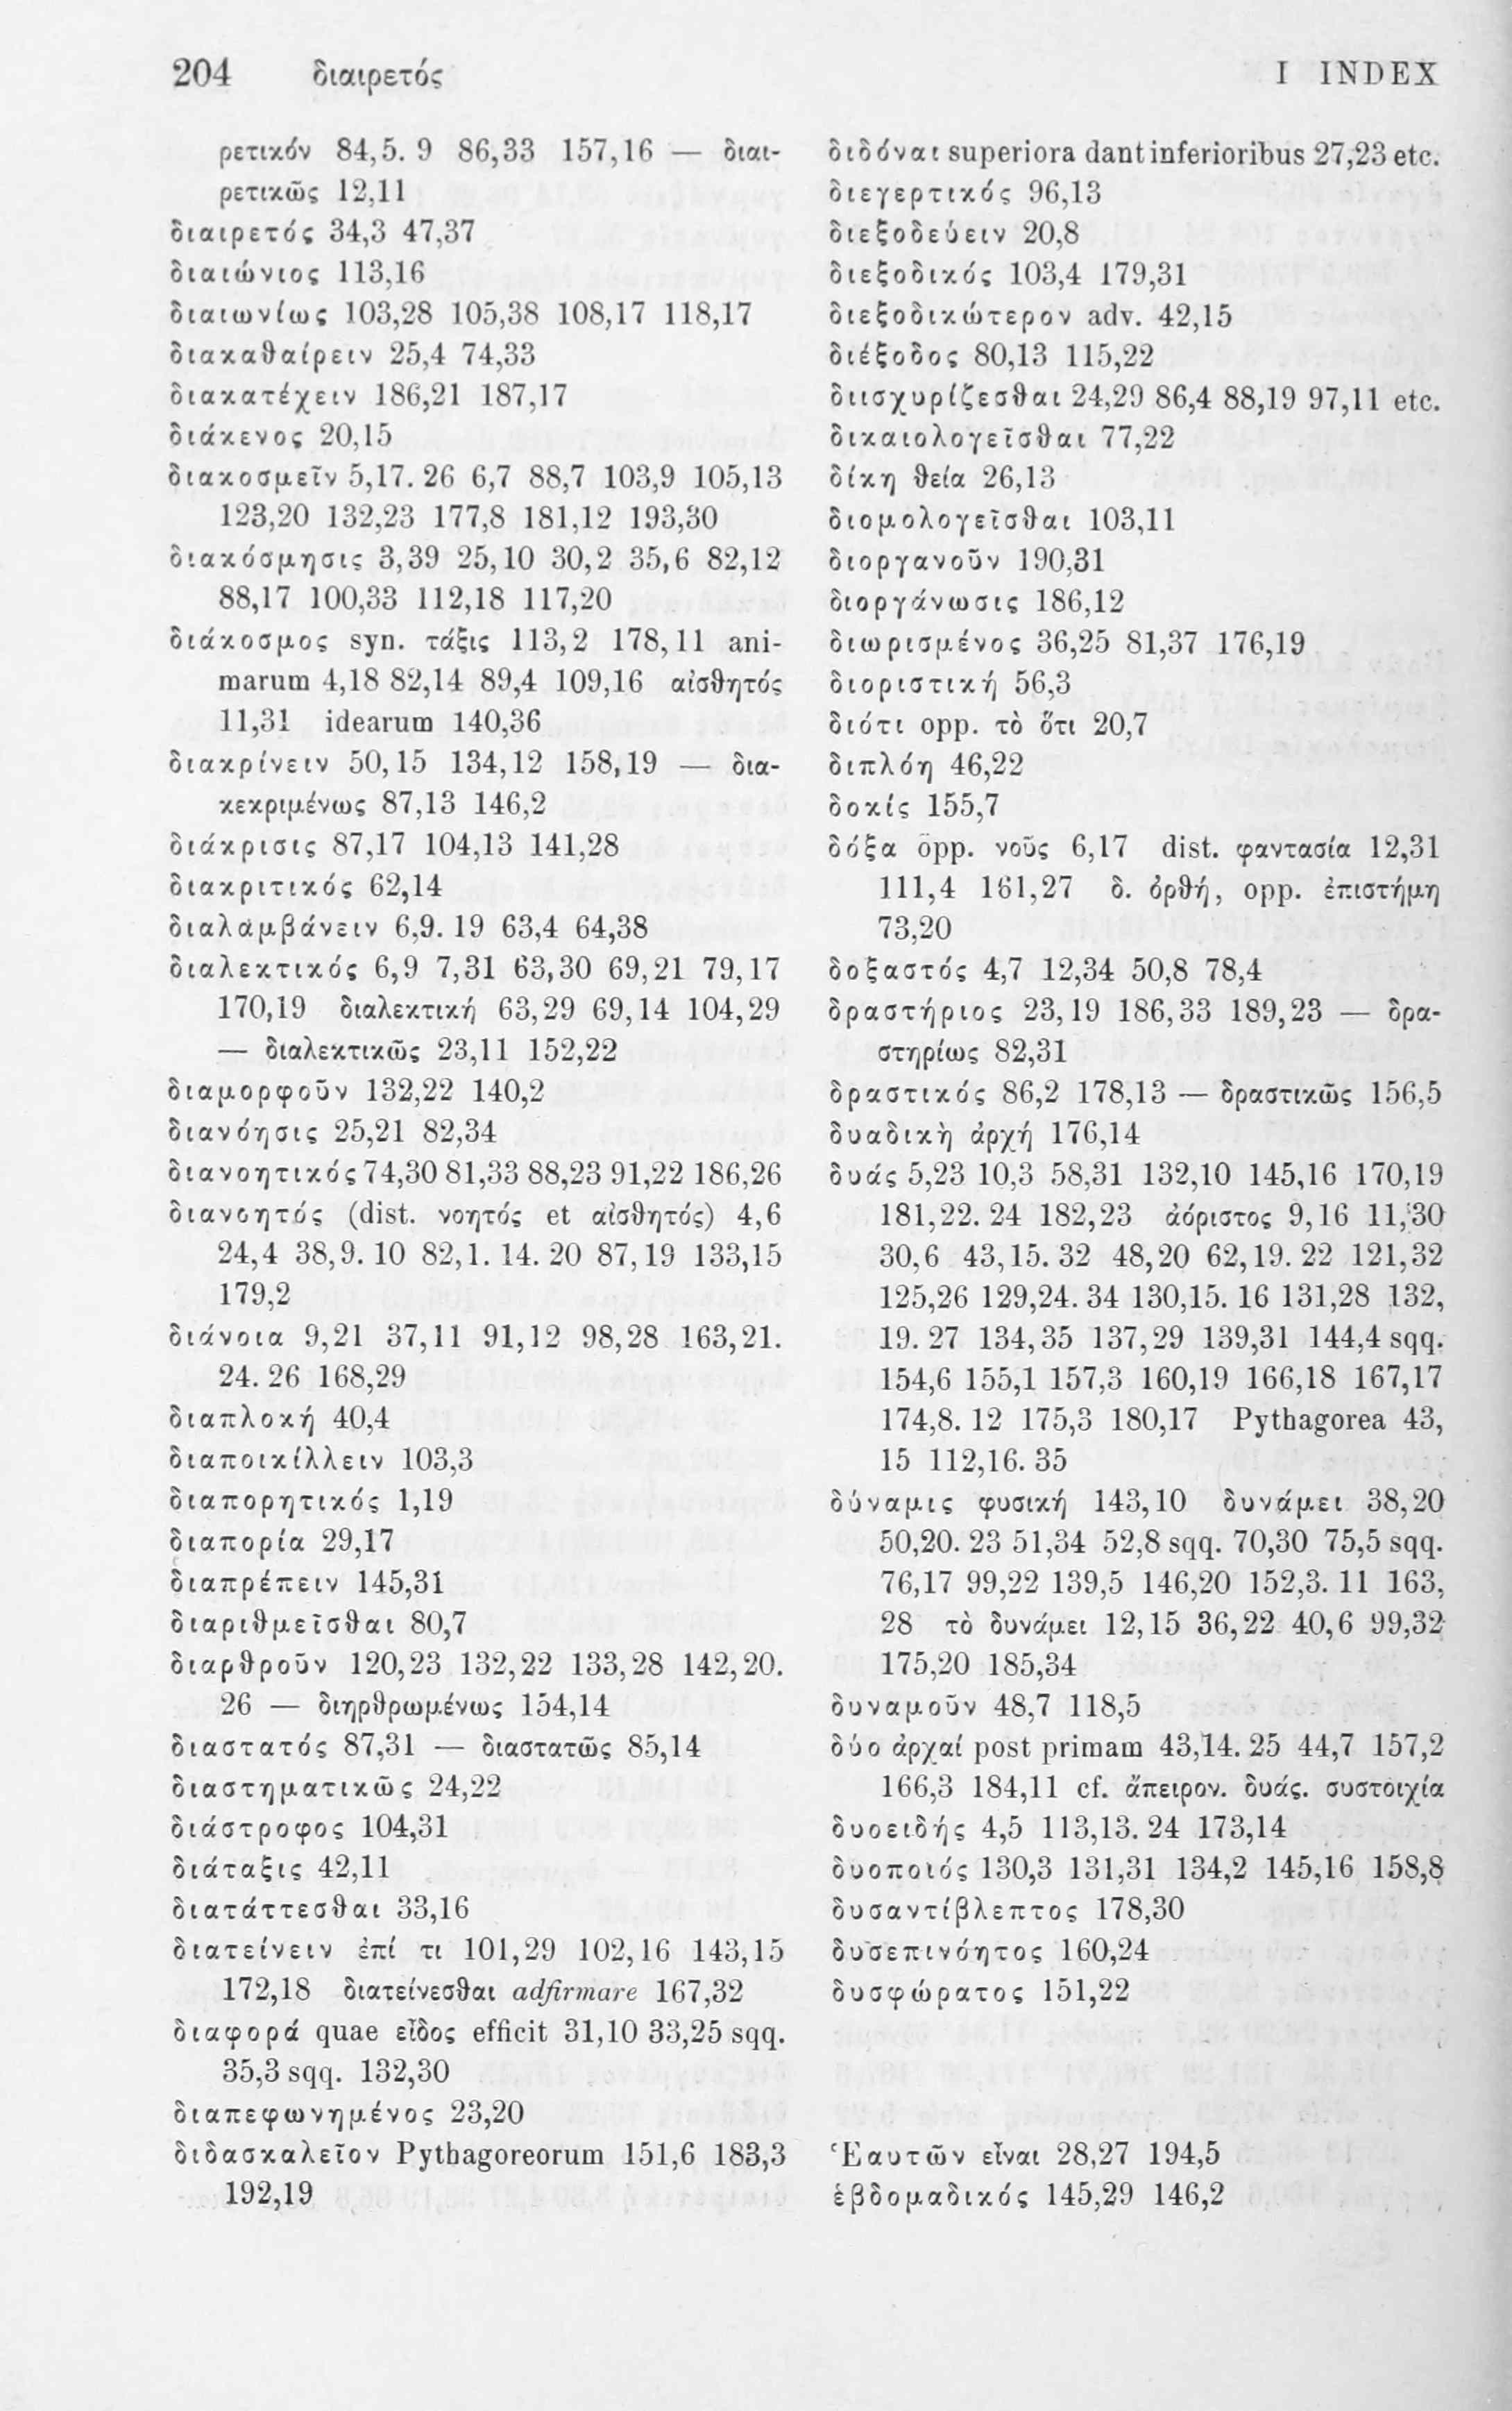 204 διαιρετός I INDEX
ρετικόν 84,5. 9 86,33 157,16 — διαι-
ρετικῶς 12,11
διαιρετός 34,3 47,37
διαιώνιος 113,16
διαιωνίως 103,28 105,38 108,17 118,17
διακαθαίρειν 25,4 74,33
διακατέχειν 186,21 187,17
διάκενος 20,15
διακοσμεῖν 5,17. 26 6,7 88,7 103,9 105,13
123,20 132,23 177,8 181,12 193,30
διακόσμησις 3,39 25,10 30,2 35,6 82,12
88,17 100,33 112,18 117,20
διάκοσμος syn. τάξις 113,2 178,11 ani-
marum 4,18 82,14 89,4 109,16 αἰσθητός
11,31 idearum 140,36
διακρίνειν 50,15 134,12 158,19 — δια-
κεκριμένως 87,13 146,2
διάκρισις 87,17 104,13 141,28
διακριτικός 62,14
διαλαμβάνειν 6,9. 19 63,4 64,38
διαλεκτικός 6,9 7,31 63,30 69,21 79,17
170,19 διαλεκτική 63,29 69,14 104,29
— διαλεκτικῶς 23,11 152,22
διαμορφοῦν 132,22 140,2
διανόησις 25,21 82,34
διανοητικός 74,30 81,33 88,23 91,22 186,26
διανοητός (dist. νοητός et αἰσθητός) 4,6
24,4 38,9. 10 82,1. 14. 20 87,19 133,15
179,2
διάνοια 9,21 37,11 91,12 98,28 163,21.
24. 26 168,29
διαπλοκή 40,4
διαποικίλλειν 103,3
διαπορητικός 1,19
διαπορία 29,17
διαπρέπειν 145,31
διαριθμεῖσθαι 80,7
διαρθροῦν 120,23 132,22 133,28 142,20.
26 — διηρθρωμένως 154,14
διαστατός 87,31 — διαστατῶς 85,14
διαστηματικῶς 24,22
διάστροφος 104,31
διάταξις 42,11
διατάττεσθαι 33,16
διατείνειν ἐπί τι 101,29 102,16 143,15
172,18 διατείνεσθαι adfirmare 167,32
διαφορά quae εἶδος efficit 31,10 33,25 sqq.
35,3 sqq. 132,30
διαπεφωνημένος 23,20
διδασκαλεῖον Pythagoreorum 151,6 183,3
192,19
διδόναι superiora dant inferioribus 27,23 etc.
διεγερτικός 96,13
διεξοδεύειν 20,8
διεξοδικός 103,4 179,31
διεξοδικώτερον adv. 42,15
διέξοδος 80,13 115,22
διισχυρίζεσθαι 24,29 86,4 88,19 97,11 etc.
δικαιολογεῖσθαι 77,22
δίκη θεία 26,13
διομολογεῖσθαι 103,11
διοργανοῦν 190,31
διοργάνωσις 186,12
διωρισμένος 36,25 81,37 176,19
διοριστική 56,3
διότι opp. τὸ ὅτι 20,7
διπλόη 46,22
δοκίς 155,7
δόξα opp. νοῦς 6,17 dist. φαντασία 12,31
111,4 161,27 δ. ὀρθή, opp. ἐπιστήμη
73,20
δοξαστός 4,7 12,34 50,8 78,4
δραστήριος 23,19 186,33 189,23 — δρα-
στηρίως 82,31
δραστικός 86,2 178,13 — δραστικῶς 156,5
δυαδικὴ ἀρχή 176,14
δυάς 5,23 10,3 58,31 132,10 145,16 170,19
181,22. 24 182,23 ἀόριστος 9,16 11,30
30,6 43,15. 32 48,20 62,19. 22 121,32
125,26 129,24. 34 130,15. 16 131,28 132,
19. 27 134,35 137,29 139,31 144,4 sqq.
154,6 155,1 157,3 160,19 166,18 167,17
174,8. 12 175,3 180,17 Pythagorea 43,
15 112,16. 35
δύναμις φυσική 143,10 δυνάμει 38,20
50,20. 23 51,34 52,8 sqq. 70,30 75,5 sqq.
76,17 99,22 139,5 146,20 152,3. 11 163,
28 τὸ δυνάμει 12,15 36,22 40,6 99,32
175,20 185,34
δυναμοῦν 48,7 118,5
δύο ἀρχαί post primam 43,14. 25 44,7 157,2
166,3 184,11 cf. ἄπειρον. δυάς. συστοιχία
δυοειδής 4,5 113,13. 24 173,14
δυοποιός 130,3 131,31 134,2 145,16 158,8
δυσαντίβλεπτος 178,30
δυσεπινόητος 160,24
δυσφώρατος 151,22
Ἑαυτῶν εἶναι 28,27 194,5
ἑβδομαδικός 145,29 146,2